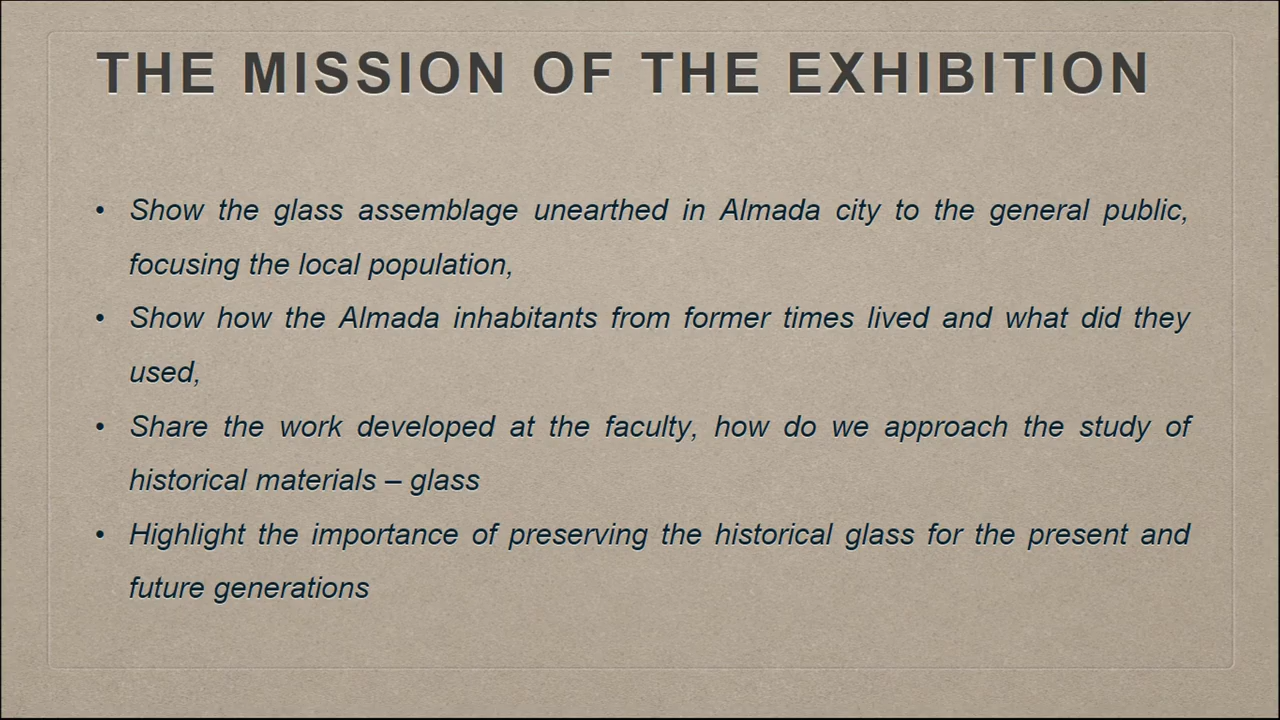 THE MISSION OF THE EXHIBITION
• Show the glass assemblage unearthed in Almada city to the general public,
focusing the local population,
• Show how the Almada inhabitants from former times lived and what did they
used,
• Share the work developed at the faculty, how do we approach the study of
historical materials – glass
• Highlight the importance of preserving the historical glass for the present and
future generations